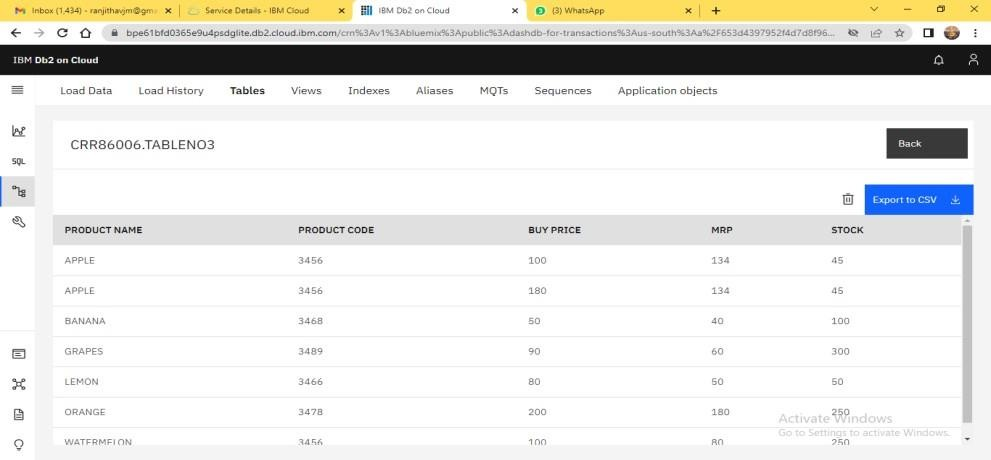 Inbox (1,434) - ranjithavjm@gm
Service Details - IBM Cloud
IBM Db2 on Cloud
(3) WhatsApp
bpe61bfd0365e9u4psdglite.db2.cloud.ibm.com/crn%3Av1%3Abluemix%3Apublic%3Adashdb-for-transactions%3Aus-south%3Aa%2F653d4397952f4d7d8f96...
IBM Db2 on Cloud
Load Data Load History Tables Views Indexes Aliases MQTs Sequences Application objects
CRR86006.TABLENO3
Back
SQL
Export to CSV
PRODUCT NAME PRODUCT CODE BUY PRICE MRP STOCK
APPLE 3456 100 134 45
APPLE 3456 180 134 45
BANANA 3468 50 40 100
GRAPES 3489 90 60 300
LEMON 3466 80 50 50
ORANGE 3478 200 180 250
WATERMELON 3456 100 80 250
Activate Windows
Go to Settings to activate Windows.